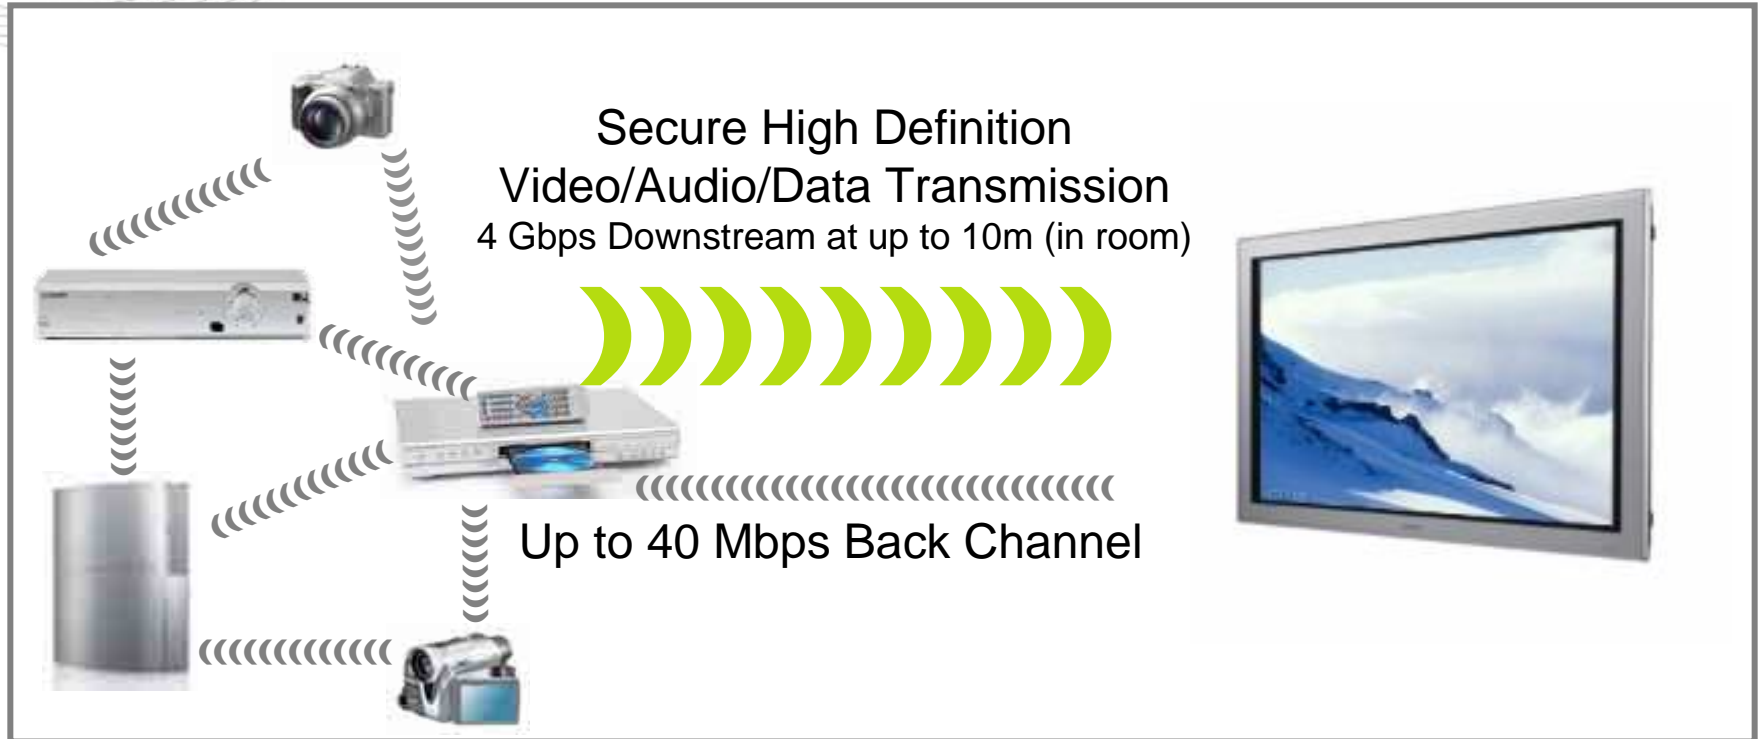 Secure High Definition
Video/Audio/Data Transmission
4 Gbps Downstream at up to 10m (in room)
Up to 40 Mbps Back Channel